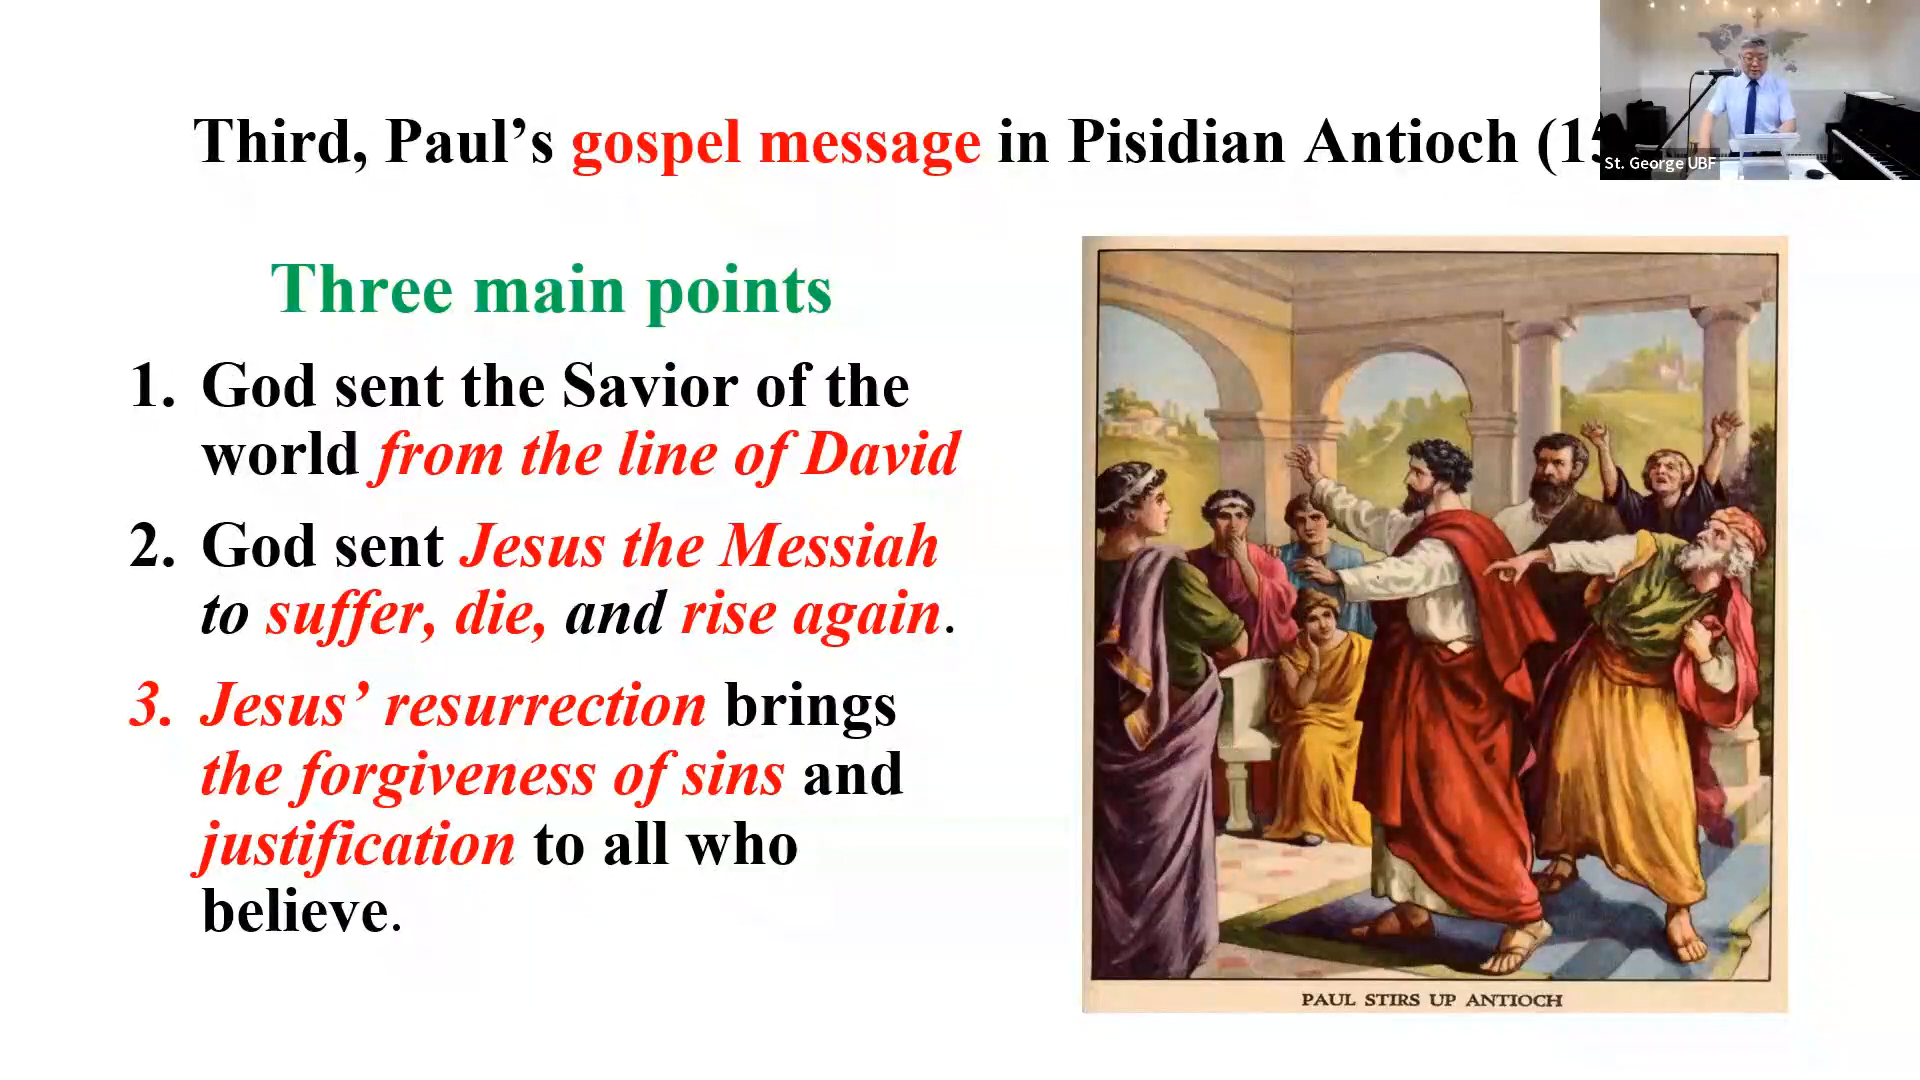 Third, Paul’s gospel message in Pisidian Antioch (15
St. George UBF
Three main points
1. God sent the Savior of the
world from the line of David
2. God sent Jesus the Messiah
to suffer, die, and rise again.
3. Jesus’ resurrection brings
the forgiveness of sins and
justification to all who
believe.
PAUL STIRS UP ANTIOCH